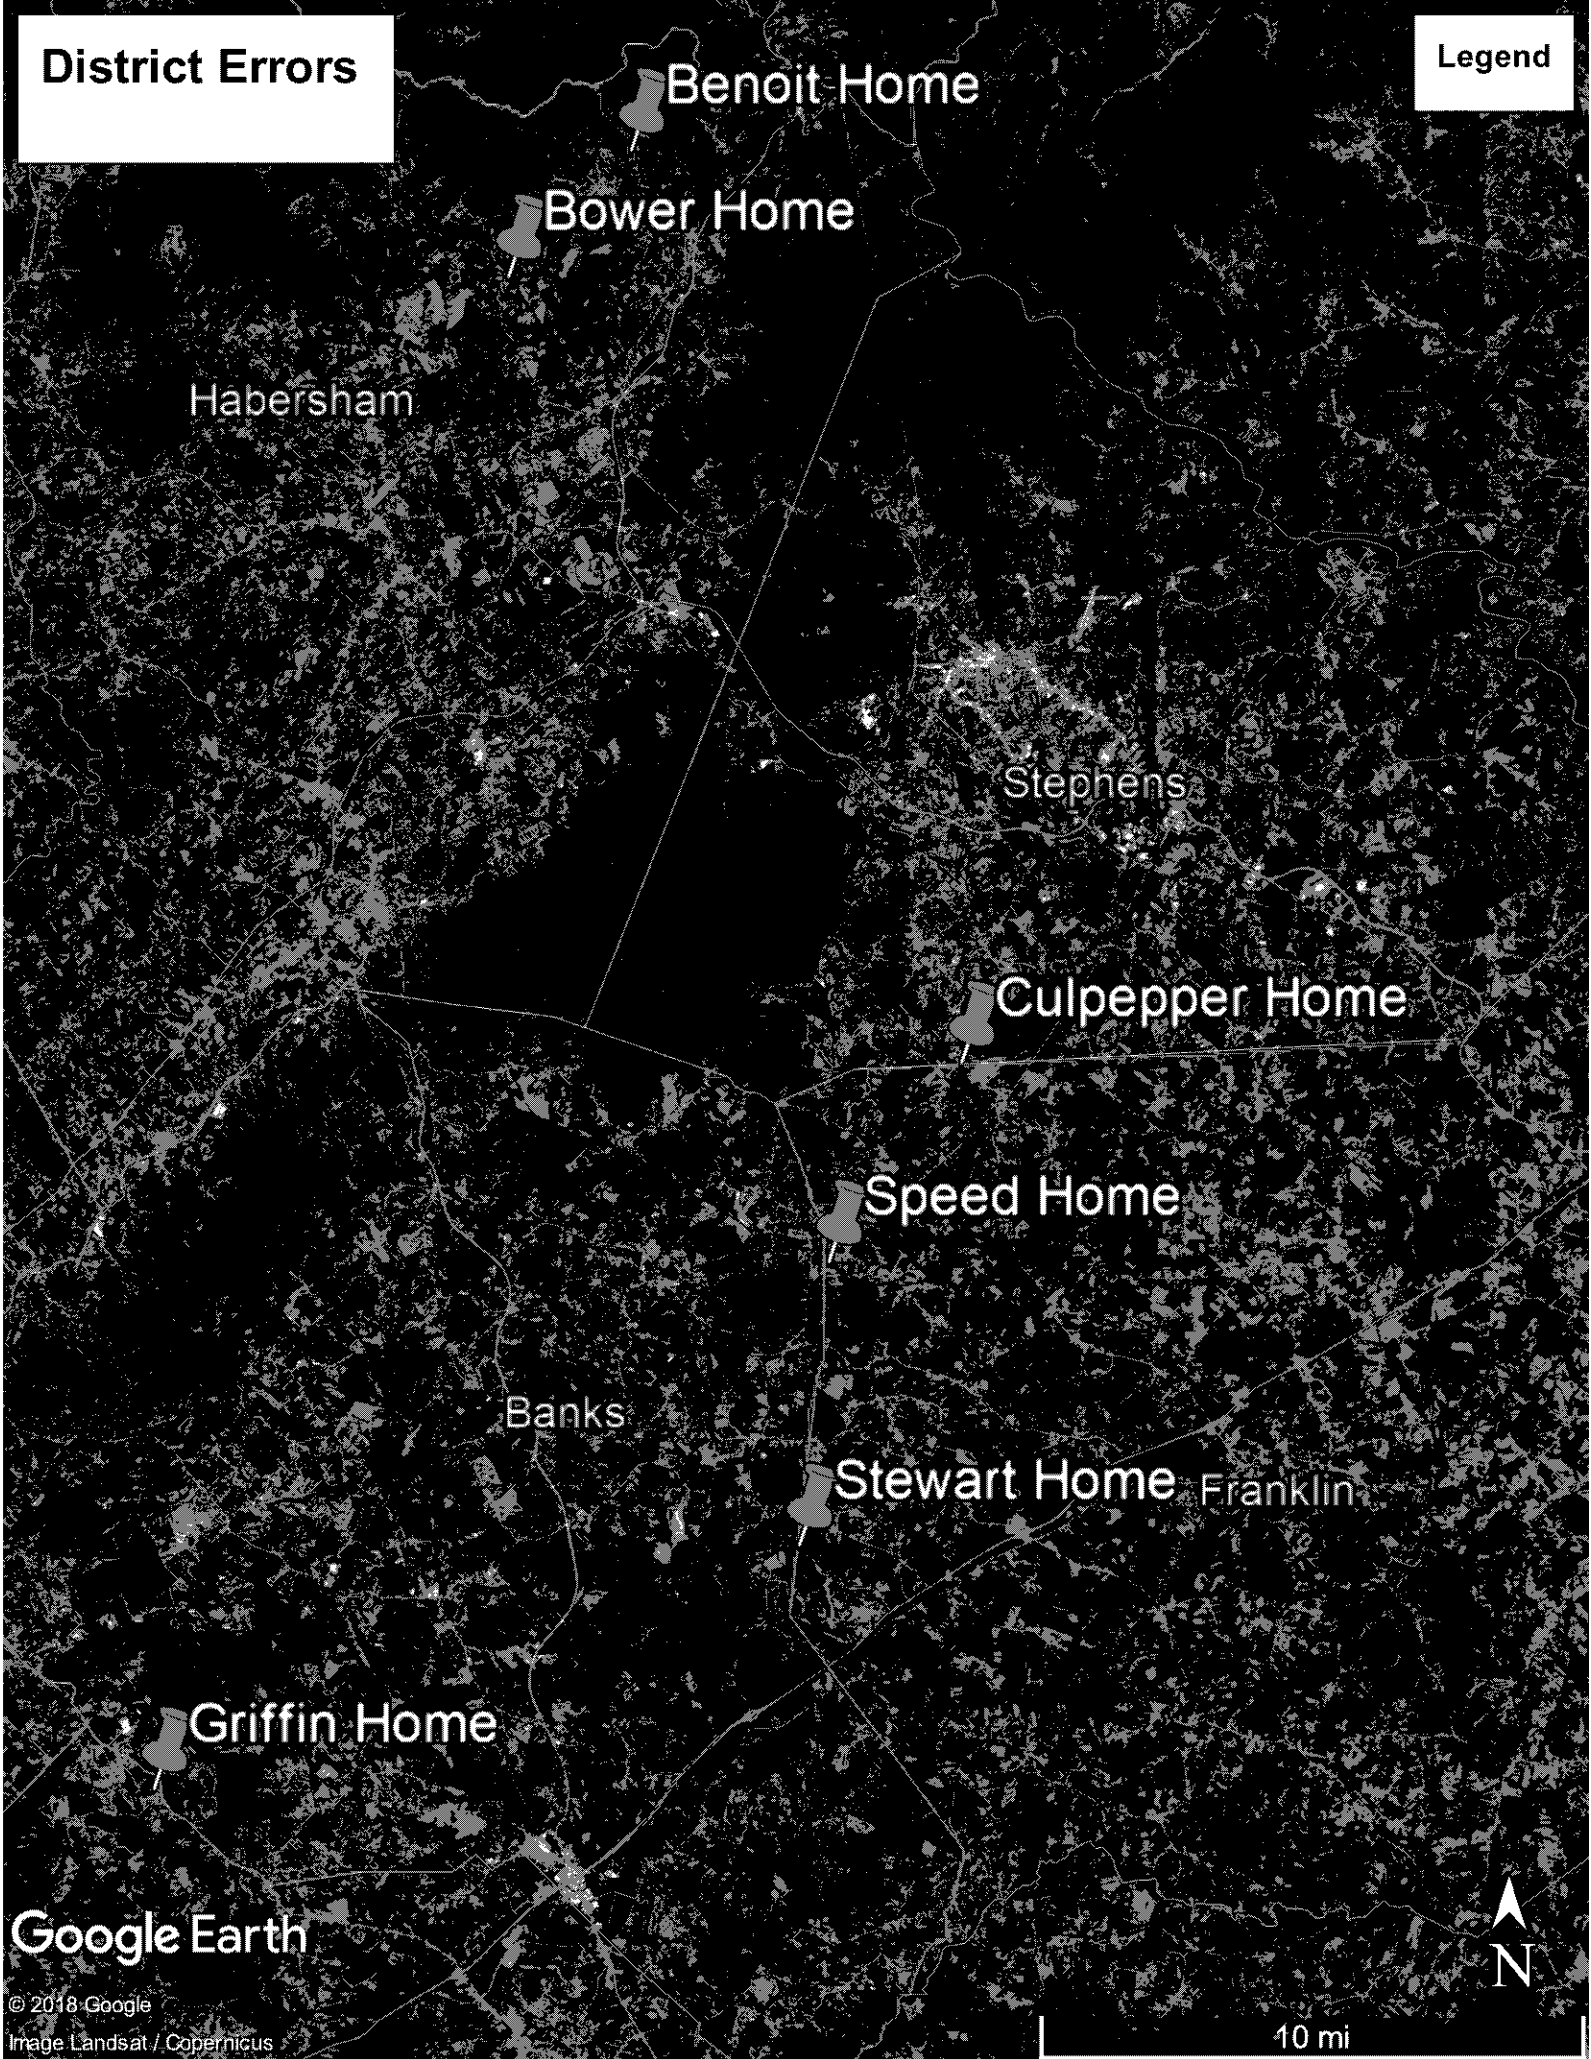 District Errors
Legend
Benoit Home
Bower Home
Habersham
Stephens
Culpepper Home
Speed Home
Banks
Stewart Home
Franklin
Griffin Home
Google Earth
N
© 2018 Google
Image Landsat / Copernicus
10 mi